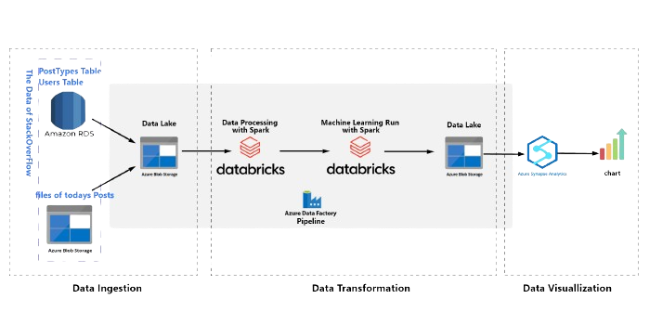 The Data of StackOverflow
PostTypes Table
Users Table
Amazon RDS
files of todays Posts
Azure Blob Storage
Data Lake
Azure Blob Storage
Data Processing
with Spark
databricks
Machine Learning Run
with Spark
databricks
Data Lake
Azure Blob Storage
Azure Data Factory
Pipeline
Azure Synapse Analytics
chart
Data Ingestion
Data Transformation
Data Visuallization